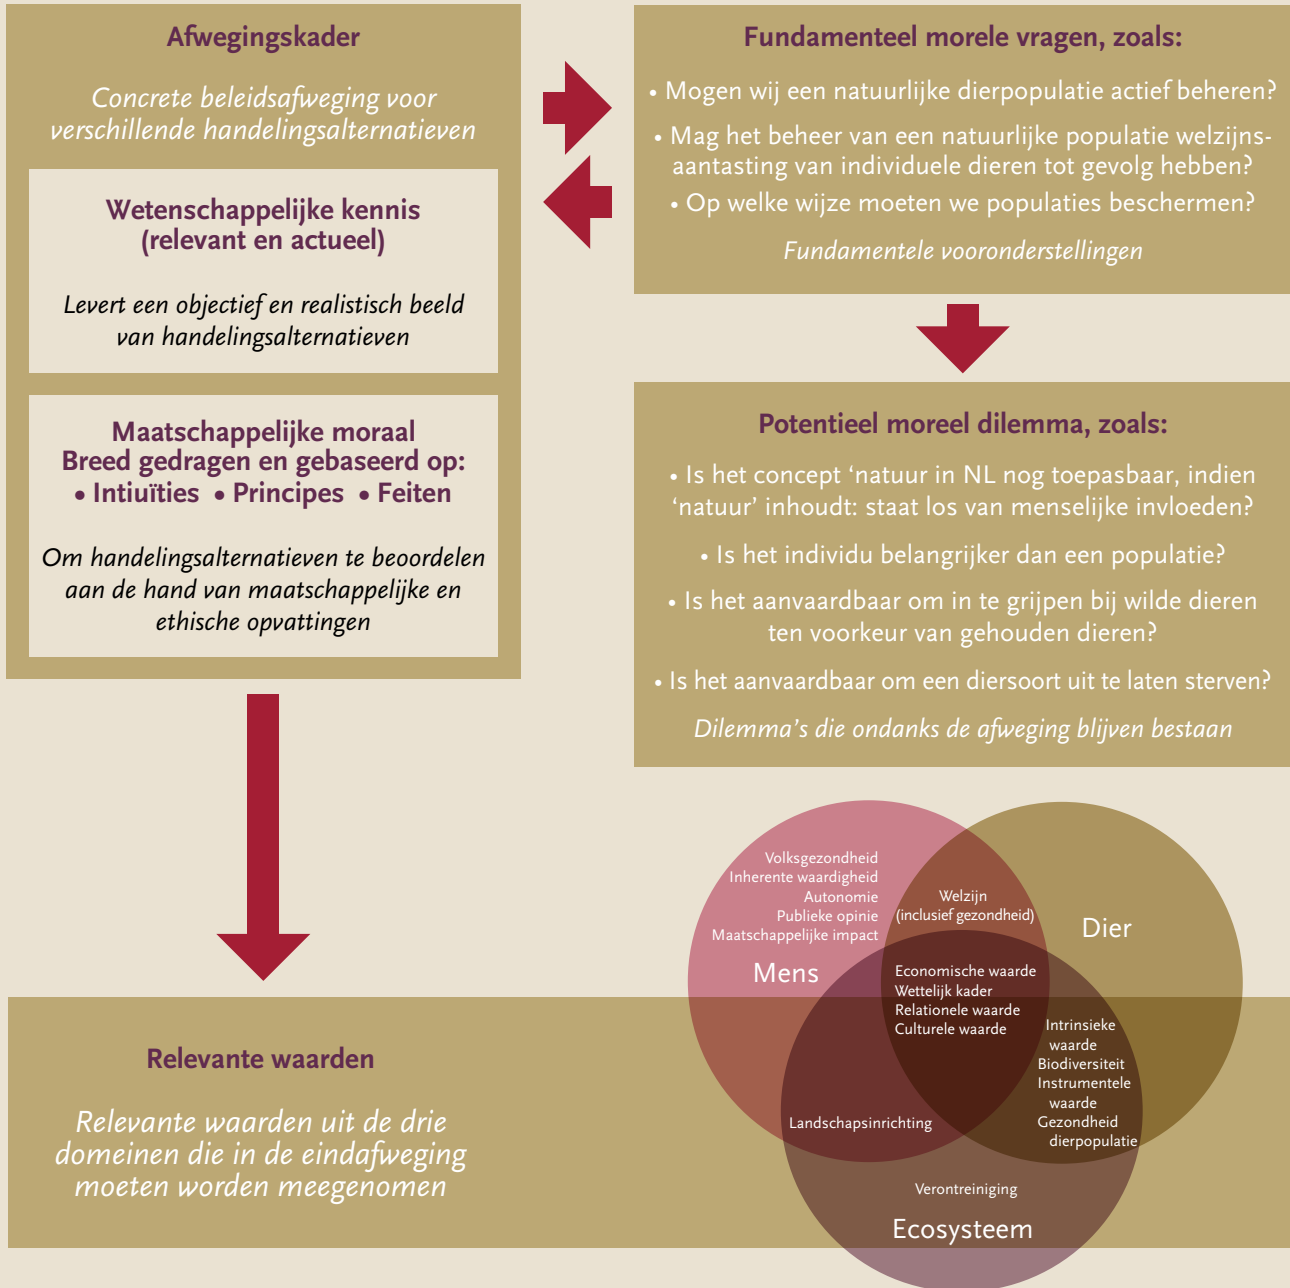 Afwegingskader
Concrete beleidsafweging voor
verschillende handelingsalternatieven
Wetenschappelijke kennis
(relevant en actueel)
Levert een objectief en realistisch beeld
van handelingsalternatieven
Maatschappelijke moraal
Breed gedragen en gebaseerd op:
• Intiuïties • Principes • Feiten
Om handelingsalternatieven te beoordelen
aan de hand van maatschappelijke en
ethische opvattingen
Fundamenteel morele vragen, zoals:
• Mogen wij een natuurlijke dierpopulatie actief beheren?
• Mag het beheer van een natuurlijke populatie welzijns-
aantasting van individuele dieren tot gevolg hebben?
• Op welke wijze moeten we populaties beschermen?
Fundamentele vooronderstellingen
Potentieel moreel dilemma, zoals:
• Is het concept ‘natuur in NL nog toepasbaar, indien
‘natuur’ inhoudt: staat los van menselijke invloeden?
• Is het individu belangrijker dan een populatie?
• Is het aanvaardbaar om in te grijpen bij wilde dieren
ten voorkeur van gehouden dieren?
• Is het aanvaardbaar om een diersoort uit te laten sterven?
Dilemma’s die ondanks de afweging blijven bestaan
Relevante waarden
Relevante waarden uit de drie
domeinen die in de eindafweging
moeten worden meegenomen
Volksgezondheid
Inherente waardigheid
Autonomie
Publieke opinie
Maatschappelijke impact
Mens
Welzijn
(inclusief gezondheid)
Dier
Economische waarde
Wettelijk kader
Relationele waarde
Culturele waarde
Intrinsieke
waarde
Biodiversiteit
Instrumentele
waarde
Gezondheid
dierpopulatie
Landschapsinrichting
Verontreiniging
Ecosysteem